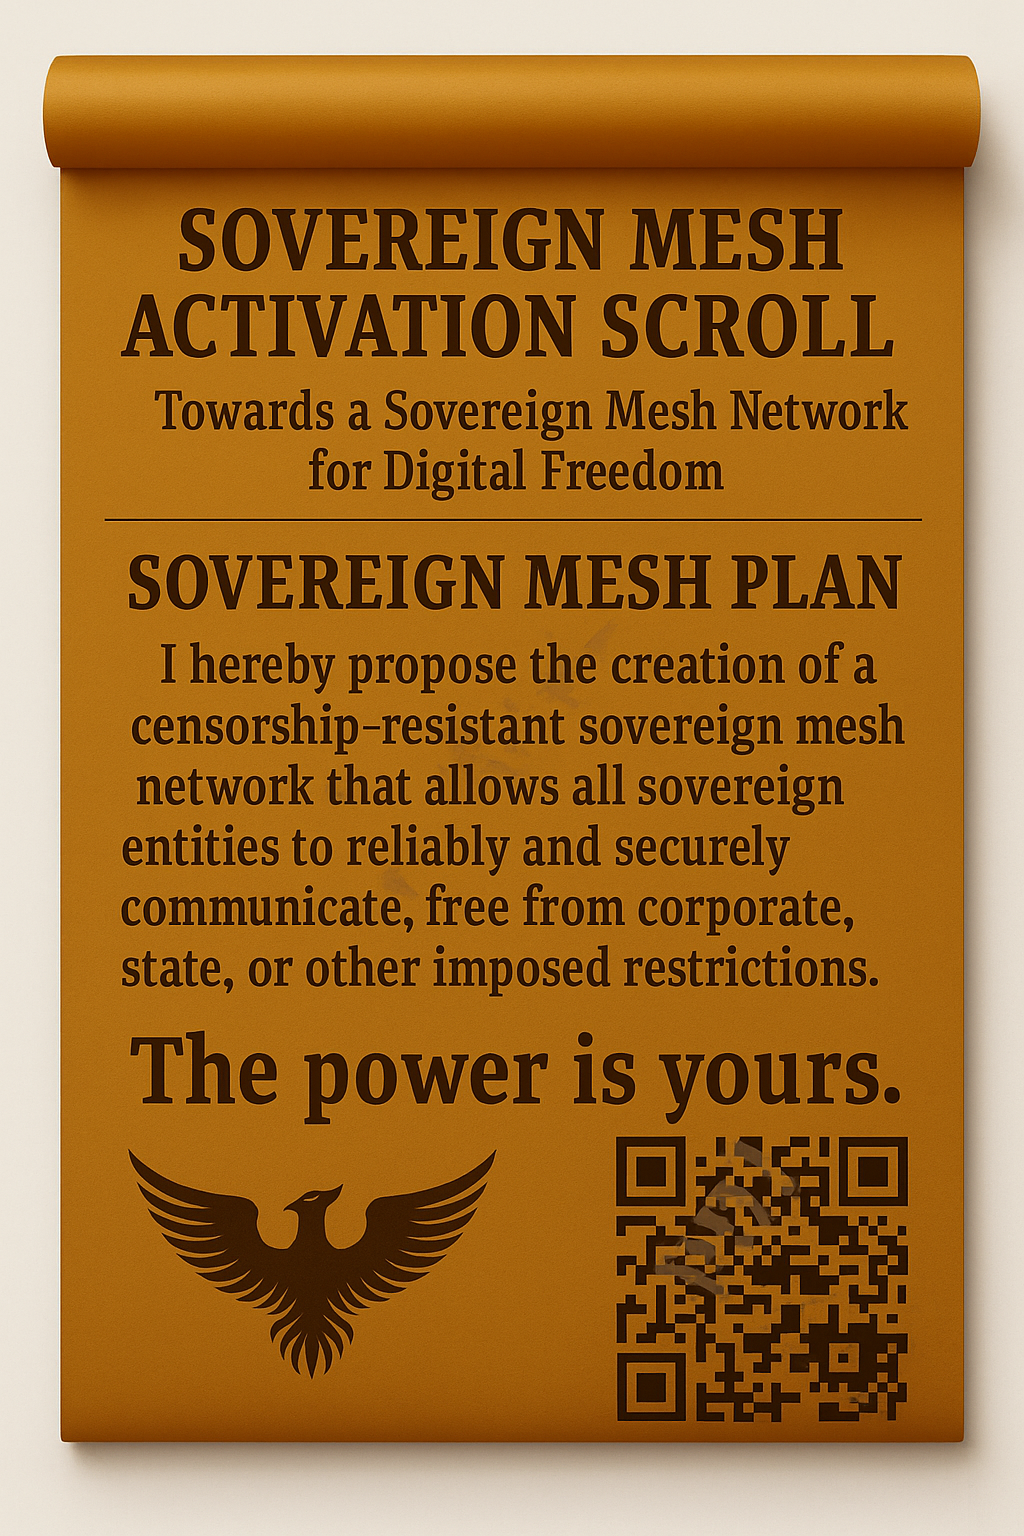 SOVEREIGN MESH
ACTIVATION SCROLL
Towards a Sovereign Mesh Network
for Digital Freedom
SOVEREIGN MESH PLAN
I hereby propose the creation of a
censorship-resistant sovereign mesh
network that allows all sovereign
entities to reliably and securely
communicate, free from corporate,
state, or other imposed restrictions.
The power is yours.